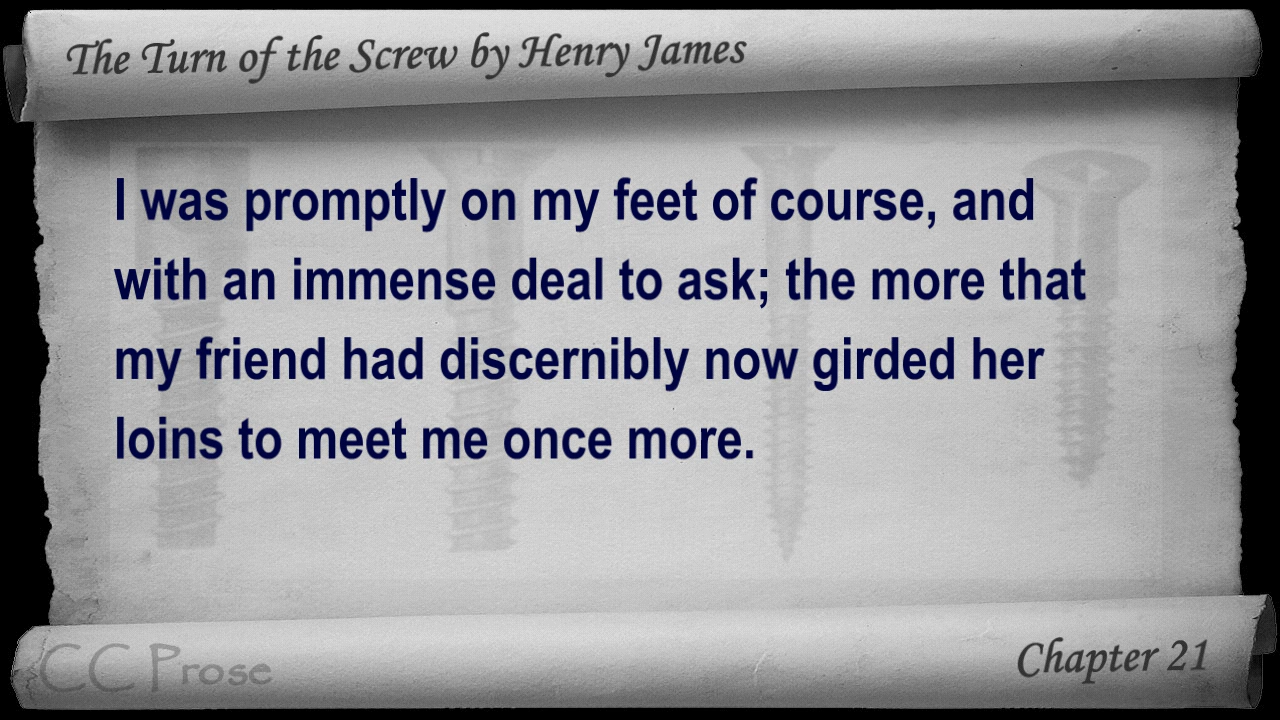 The Turn of the Screw by Henry James
I was promptly on my feet of course, and
with an immense deal to ask; the more that
my friend had discernibly now girded her
loins to meet me once more.
CC Prose
Chapter 21